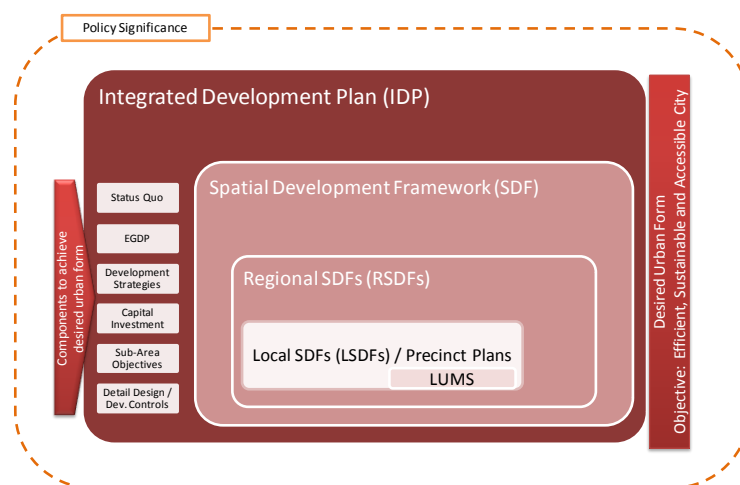 Policy Significance
Integrated Development Plan (IDP)
Spatial Development Framework (SDF)
Regional SDFs (RSDFs)
Local SDFs (LSDFs) / Precinct Plans
LUMS
Components to achieve
desired urban form
Status Quo
EGDP
Development
Strategies
Capital
Investment
Sub-Area
Objectives
Detail Design /
Dev. Controls
Desired Urban Form
Objective: Efficient, Sustainable and Accessible City